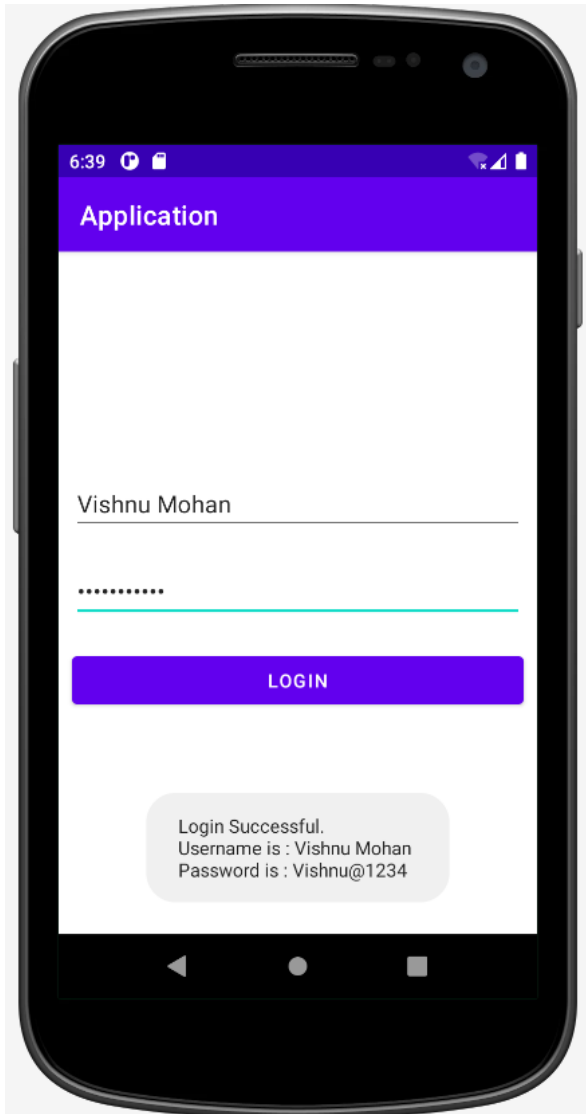 6:39
Application
Vishnu Mohan
•••••••••••
LOGIN
Login Successful.
Username is : Vishnu Mohan
Password is : Vishnu@1234